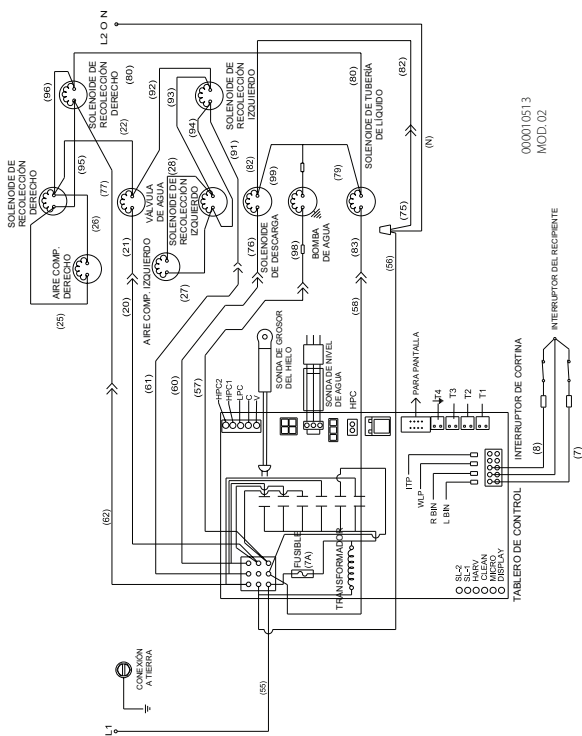 L2 O N
SOLENOIDE DE
RECOLECCIÓN
DERECHO
(96)
SOLENOIDE DE
RECOLECCIÓN
DERECHO
(80)
(95)
(22)
(77)
(26)
AIRE COMP.
DERECHO
(25)
VÁLVULA
DE AGUA
(21)
(20)
(92)
(93)
(94)
SOLENOIDE DE
RECOLECCIÓN
IZQUIERDO
(91)
SOLENOIDE DE
RECOLECCIÓN
IZQUIERDO
(28)
AIRE COMP. IZQUIERDO
(27)
(82)
(76)
SOLENOIDE
DE DESCARGA
(99)
(98)
BOMBA
DE AGUA
(79)
(80)
SOLENOIDE DE TUBERÍA
DE LÍQUIDO
(83)
(82)
(N)
(75)
(56)
(58)
(57)
(60)
(61)
(62)
SONDA DE GROSOR
DEL HIELO
SONDA DE NIVEL
DE AGUA
HPC2
HPC1
LPC
C
V
HPC
PARA PANTALLA
T4
T3
T2
T1
FUSIBLE
(7A)
TRANSFORMADOR
ITP
WLP
R BIN
L BIN
SL-2
SL-1
HARV
CLEAN
MICRO
DISPLAY
TABLERO DE CONTROL
INTERRUPTOR DE CORTINA
INTERRUPTOR DEL RECIPIENTE
(8)
(7)
CONEXIÓN
A TIERRA
L1
(55)
000010513
MOD. 02